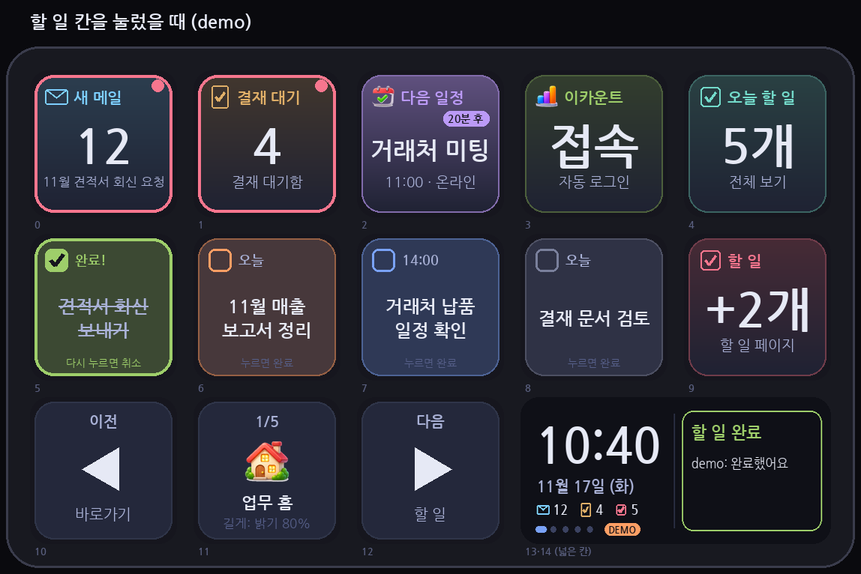 할 일 칸을 눌렀을 때 (demo)
새 메일
12
11월 견적서 회신 요청
0
결재 대기
4
결재 대기함
1
다음 일정
20분 후
거래처 미팅
11:00 · 온라인
2
이카운트
접속
자동 로그인
3
오늘 할 일
5개
전체 보기
4
완료!
견적서 회신
보내기
다시 누르면 취소
5
오늘
11월 매출
보고서 정리
누르면 완료
6
14:00
거래처 납품
일정 확인
누르면 완료
7
오늘
결재 문서 검토
누르면 완료
8
할 일
+2개
할 일 페이지
9
이전
바로가기
10
1/5
업무 홈
길게: 밝기 80%
11
다음
할 일
12
10:40
11월 17일 (화)
12 4 5
DEMO
할 일 완료
demo: 완료했어요
13·14 (넓은 칸)